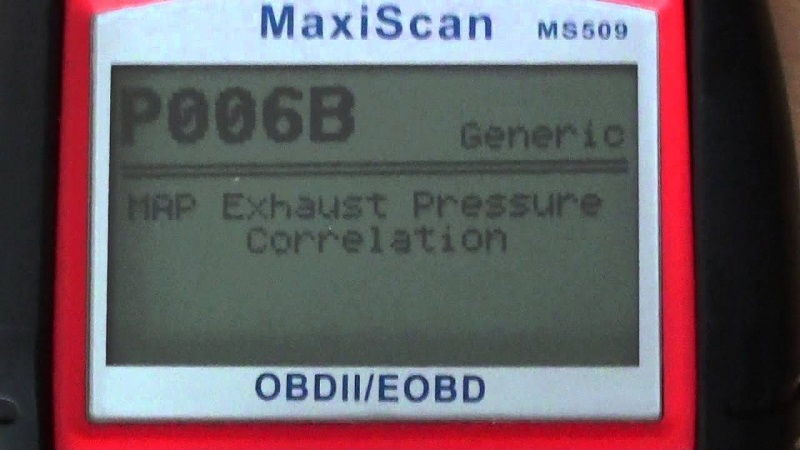 MaxiScan MS509
P006B Generic
MAP Exhaust Pressure
Correlation
OBDII/EOBD